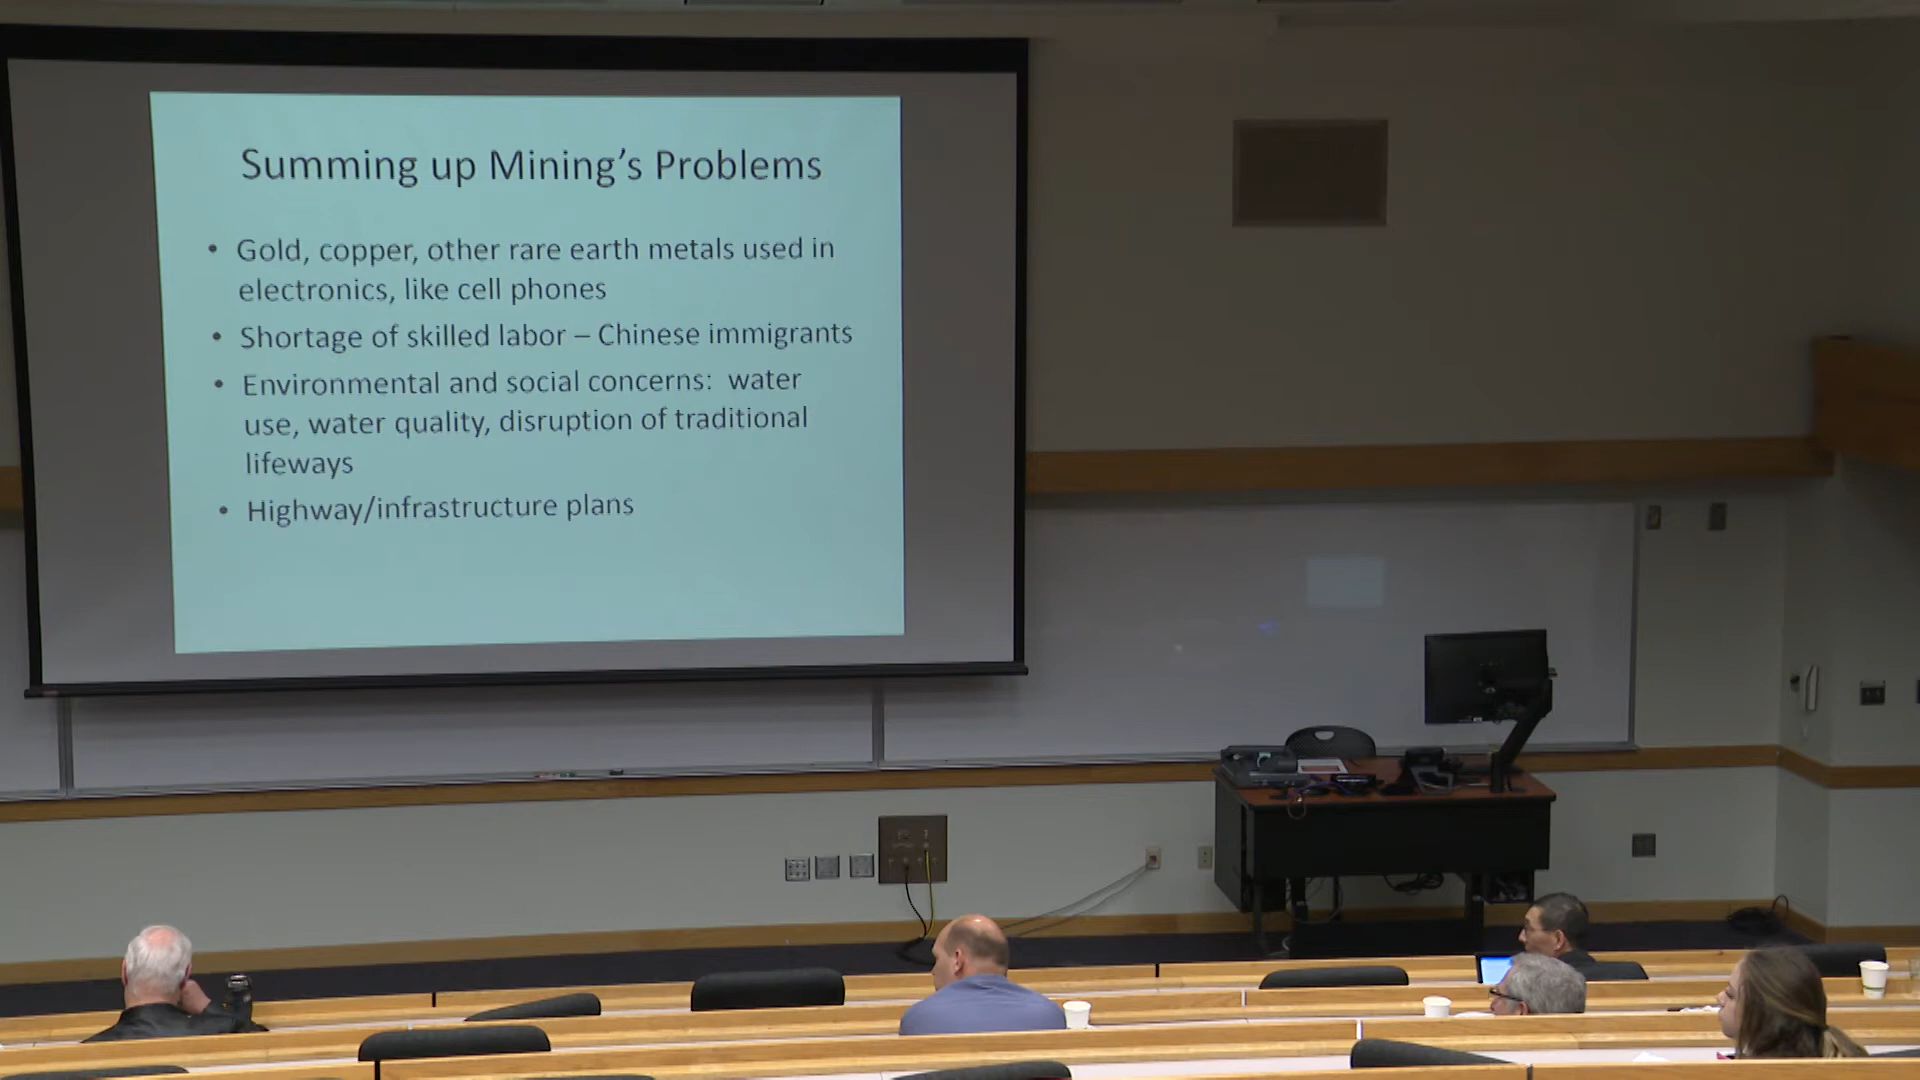 Summing up Mining's Problems
• Gold, copper, other rare earth metals used in
electronics, like cell phones
• Shortage of skilled labor – Chinese immigrants
• Environmental and social concerns:  water
use, water quality, disruption of traditional
lifeways
• Highway/infrastructure plans